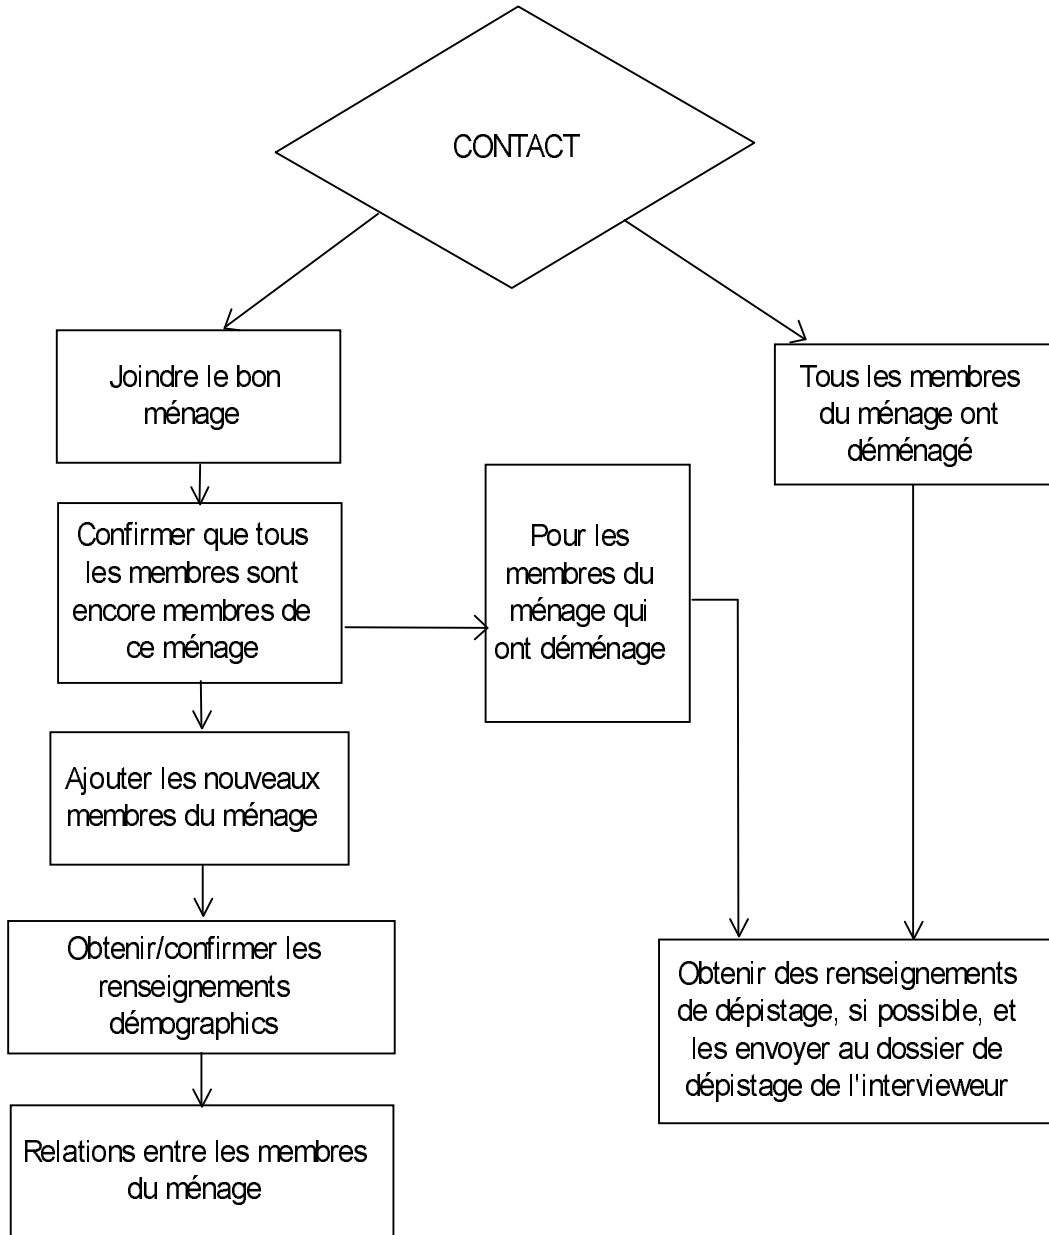 CONTACT
Joindre le bon
ménage
Tous les membres
du ménage ont
déménagé
Confirmer que tous
les membres sont
encore membres de
ce ménage
Pour les
membres du
ménage qui
ont déménage
Ajouter les nouveaux
membres du ménage
Obtenir/confirmer les
renseignements
démographics
Obtenir des renseignements
de dépistage, si possible, et
les envoyer au dossier de
dépistage de l'intervieweur
Relations entre les membres
du ménage